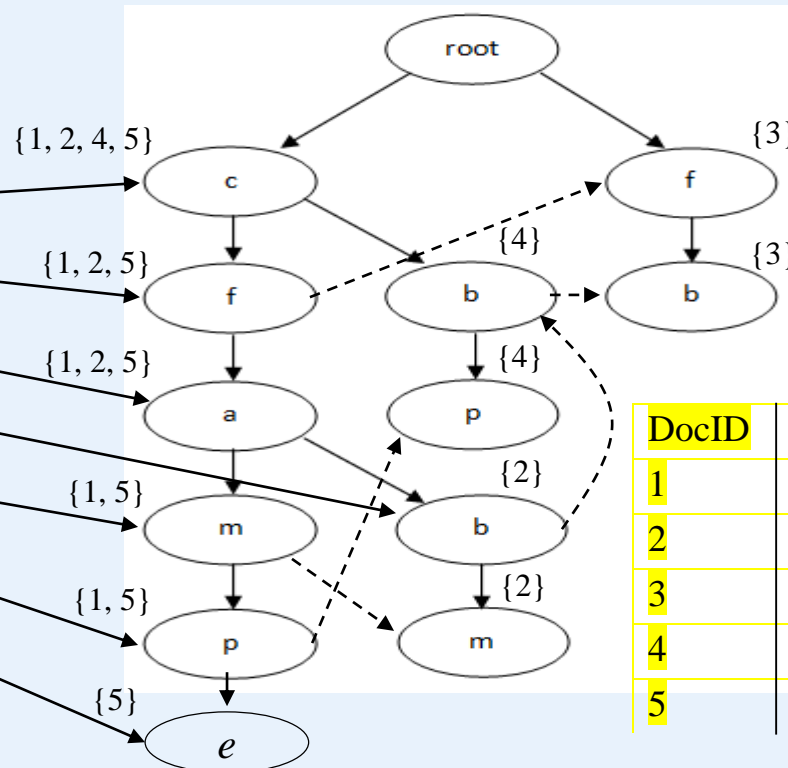 root
{1, 2, 4, 5}
c
{3}
f
{1, 2, 5}
f
{4}
b
{3}
b
{1, 2, 5}
a
{4}
p
{1, 5}
m
{2}
b
{1, 5}
p
{2}
m
{5}
e
DocID
1
2
3
4
5